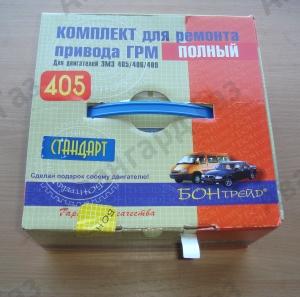 КОМПЛЕКТ для ремонта
привода ГРМ ПОЛНЫЙ
Для двигателей ЗМЗ 405/406/409
405
СТАНДАРТ
Сделай подарок своему двигателю!
БОНтрейд®